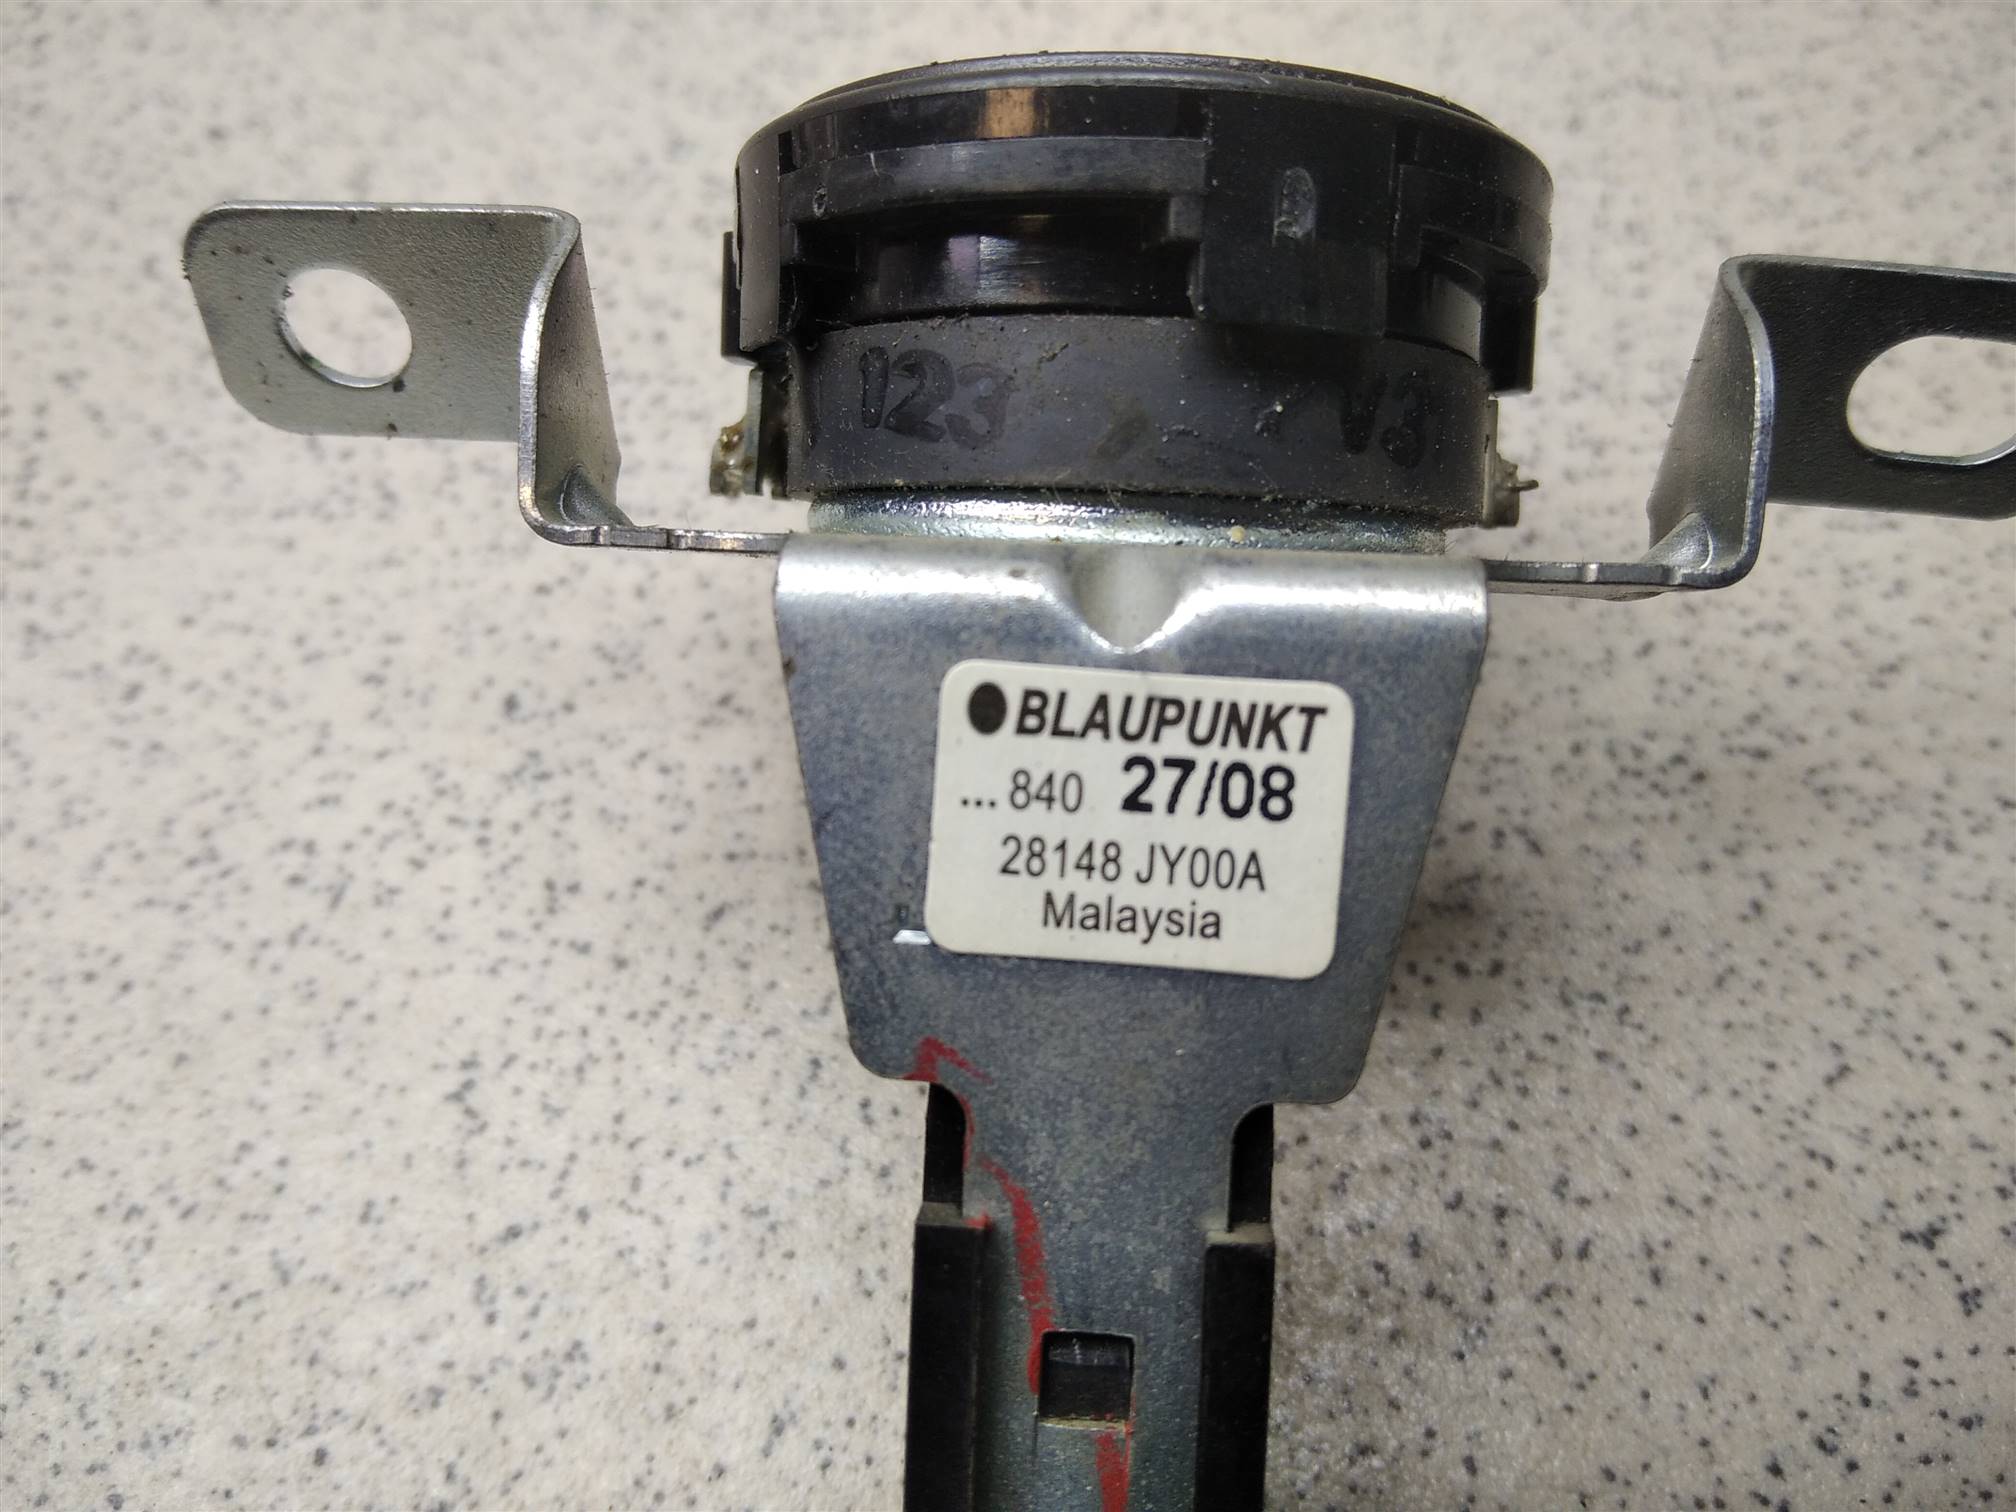 123 V3
BLAUPUNKT
... 840 27/08
28148 JY00A
Malaysia